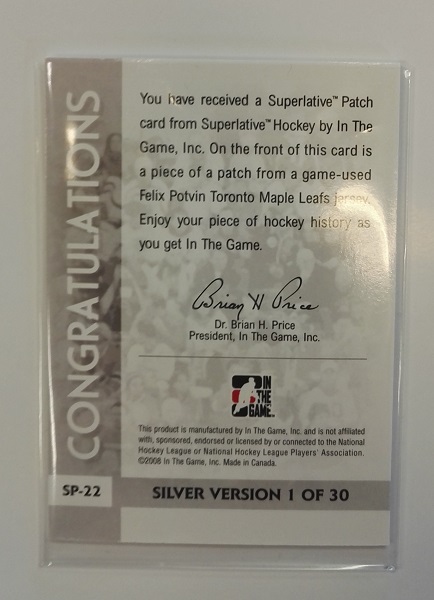 CONGRATULATIONS
You have received a Superlative™ Patch
card from Superlative™ Hockey by In The
Game, Inc. On the front of this card is
a piece of a patch from a game-used
Felix Potvin Toronto Maple Leafs jersey.
Enjoy your piece of hockey history as
you get In The Game.
Brian H Price
Dr. Brian H. Price
President, In The Game, Inc.
IN
THE
GAME
This product is manufactured by In The Game, Inc. and is not affiliated
with, sponsored, endorsed or licensed by or connected to the National
Hockey League or National Hockey League Players' Association.
©2008 In The Game, Inc. Made in Canada.
SP-22
SILVER VERSION 1 OF 30